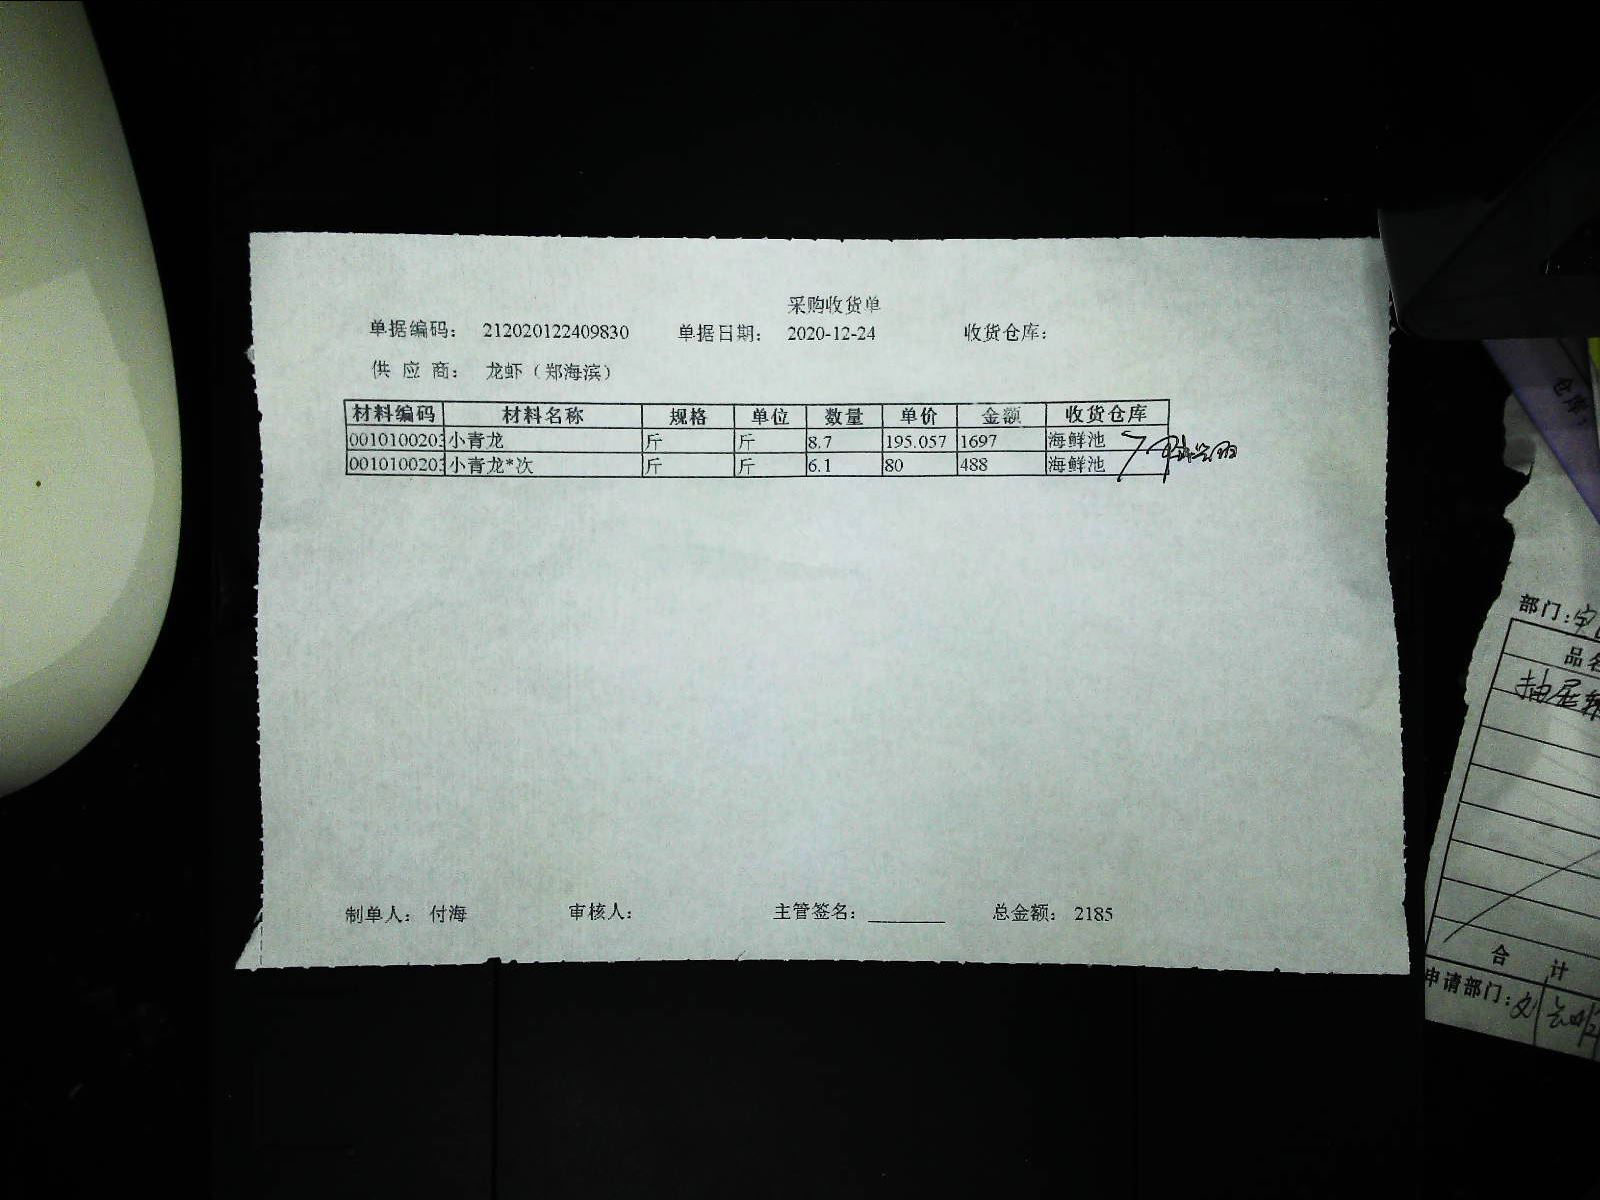 采购收货单
单据编码： 212020122409830 单据日期： 2020-12-24 收货仓库：
供 应 商： 龙虾（郑海滨）
材料编码 材料名称 规格 单位 数量 单价 金额 收货仓库
0010100203 小青龙 斤 斤 8.7 195.057 1697 海鲜池
0010100203 小青龙*次 斤 斤 6.1 80 488 海鲜池
制单人： 付海 审核人： 主管签名： 总金额： 2185
仓库
部门：
品名
抽屉
合 计
申请部门：